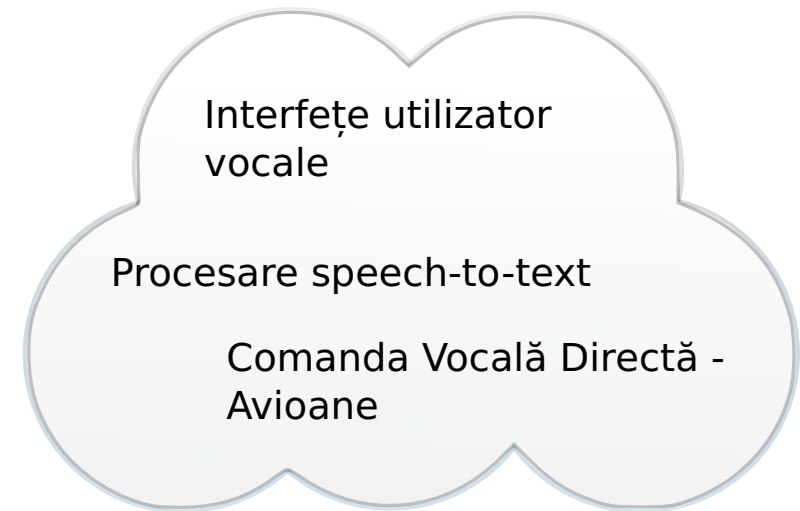 Interfețe utilizator
vocale
Procesare speech-to-text
Comanda Vocală Directă -
Avioane